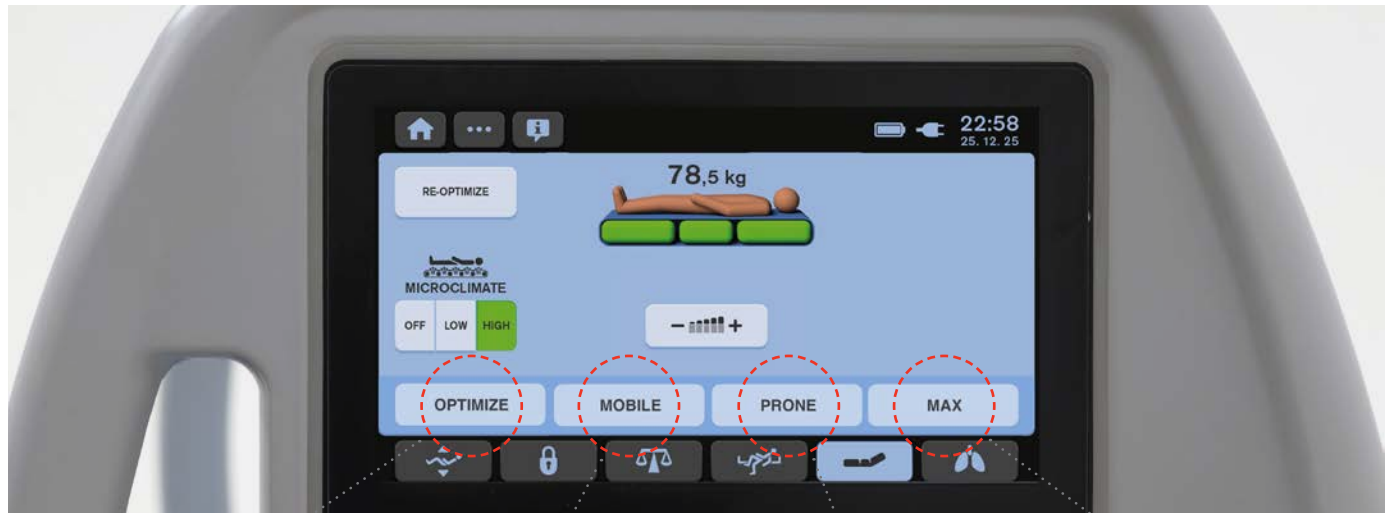 22:58
25. 12. 25
RE-OPTIMIZE
78,5 kg
MICROCLIMATE
OFF LOW HIGH
- +
OPTIMIZE MOBILE PRONE MAX